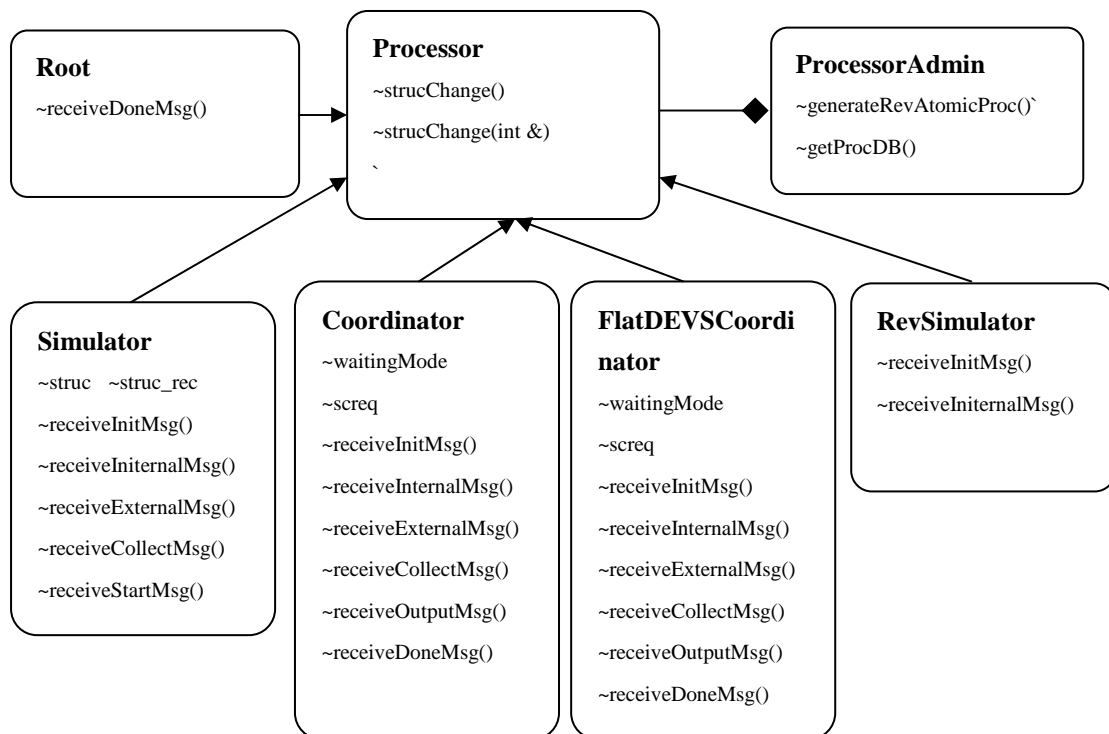 Root
~receiveDoneMsg()
Processor
~strucChange()
~strucChange(int &)
`
ProcessorAdmin
~generateRevAtomicProc()`
~getProcDB()
Simulator
~struc ~struc_rec
~receiveInitMsg()
~receiveIniternalMsg()
~receiveExternalMsg()
~receiveCollectMsg()
~receiveStartMsg()
Coordinator
~waitingMode
~screq
~receiveInitMsg()
~receiveInternalMsg()
~receiveExternalMsg()
~receiveCollectMsg()
~receiveOutputMsg()
~receiveDoneMsg()
FlatDEVSCoordi
nator
~waitingMode
~screq
~receiveInitMsg()
~receiveInternalMsg()
~receiveExternalMsg()
~receiveCollectMsg()
~receiveOutputMsg()
~receiveDoneMsg()
RevSimulator
~receiveInitMsg()
~receiveIniternalMsg()